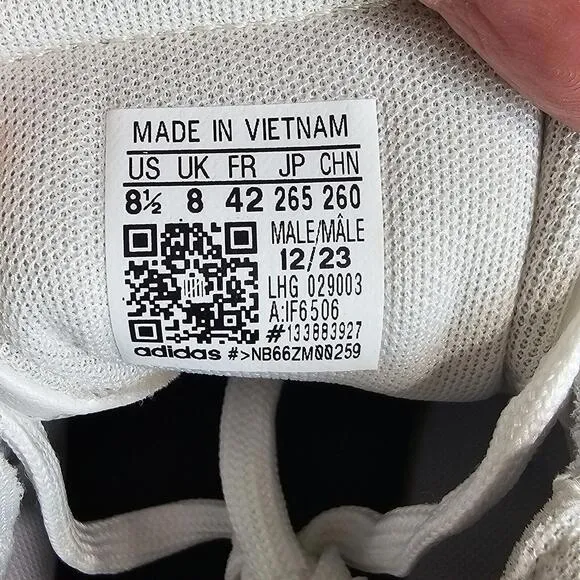 MADE IN VIETNAM
US UK FR JP CHN
8½ 8 42 265 260
MALE/MÂLE
12/23
LHG 029003
A:IF6506
#133883927
adidas #>NB66ZM00259